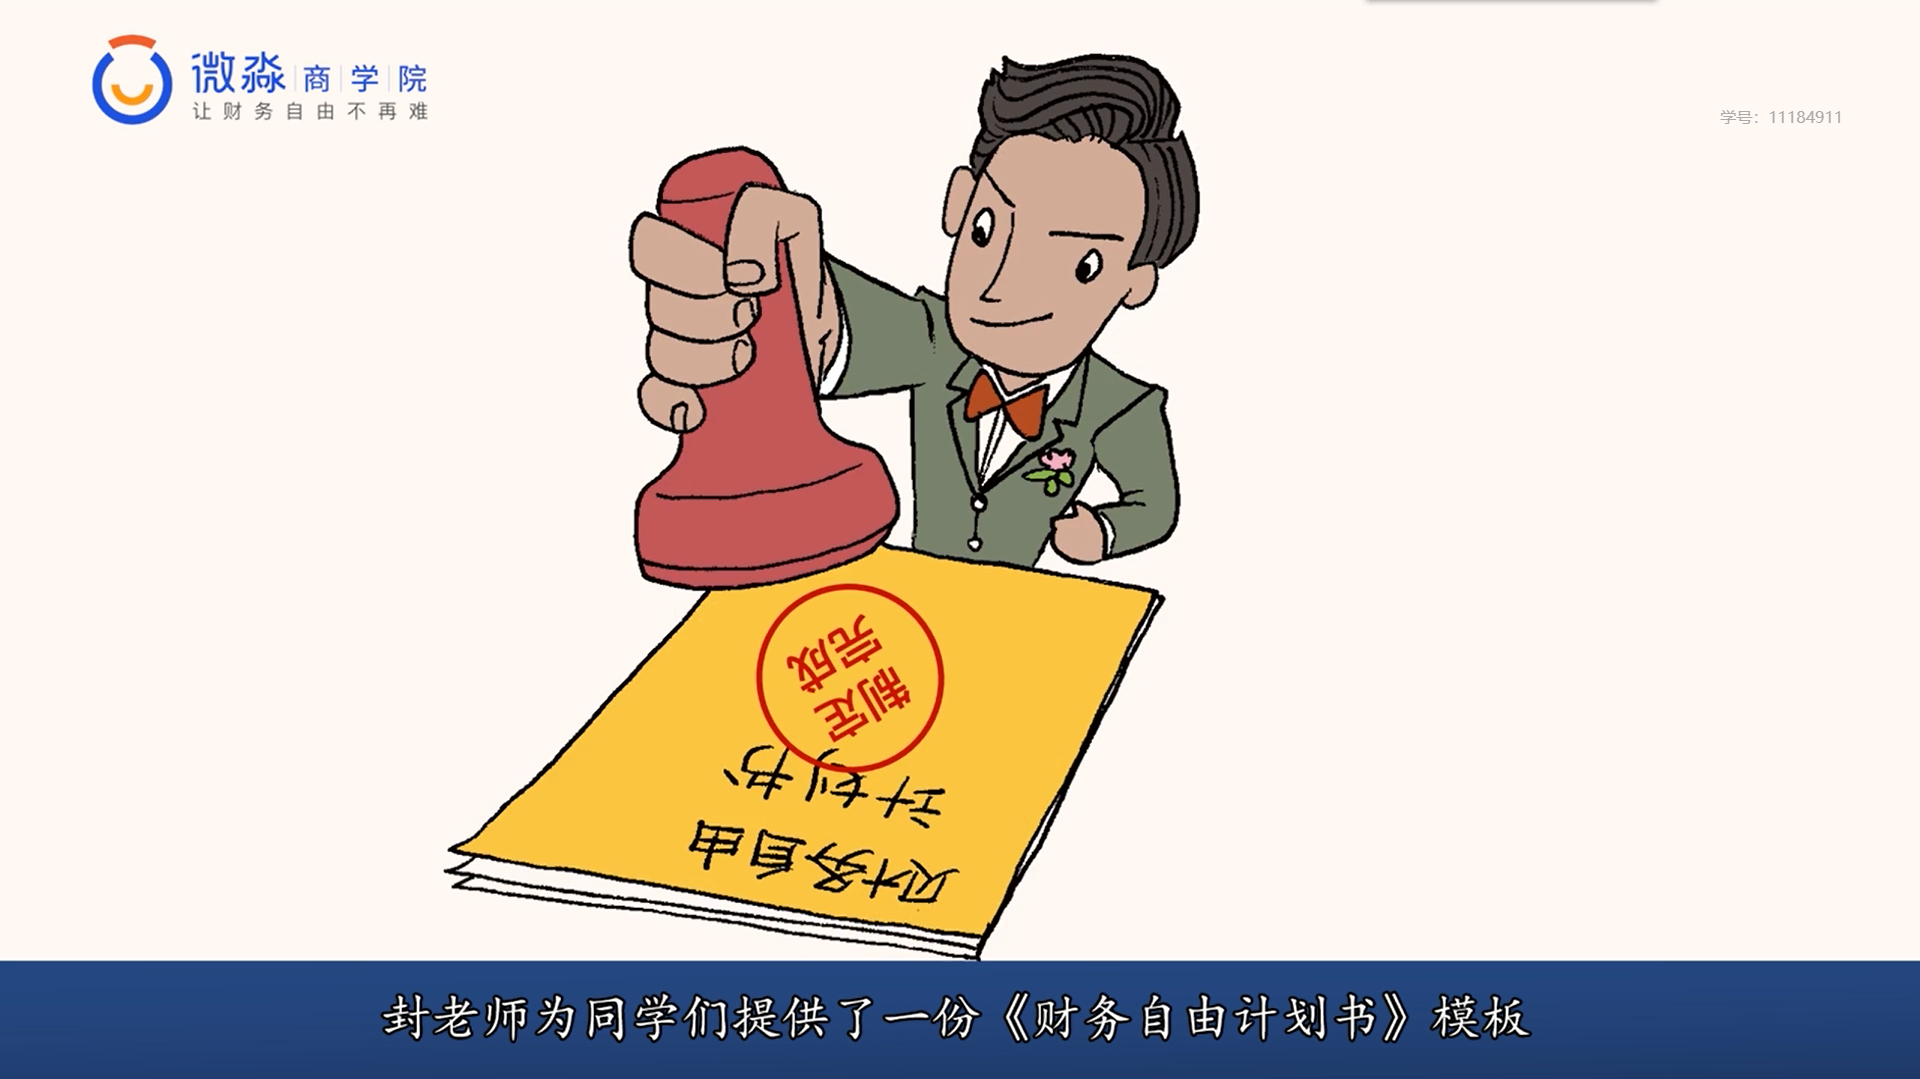 微淼 商学院
让财务自由不再难
学号：11184911
制定
完成
财务自由
计划书
封老师为同学们提供了一份《财务自由计划书》模板